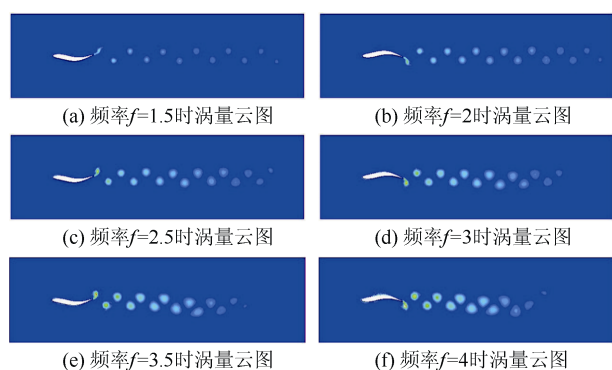 (a) 频率f=1.5时涡量云图
(b) 频率f=2时涡量云图
(c) 频率f=2.5时涡量云图
(d) 频率f=3时涡量云图
(e) 频率f=3.5时涡量云图
(f) 频率f=4时涡量云图